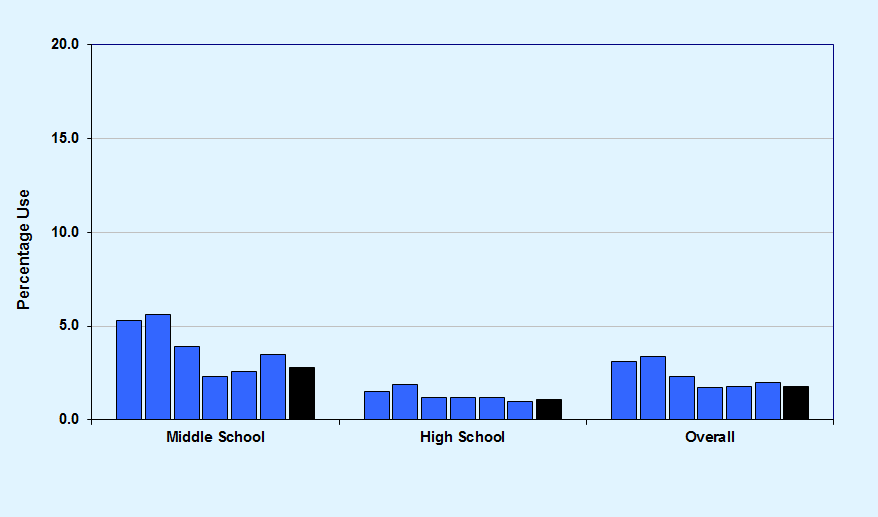 20.0
15.0
10.0
5.0
0.0
Percentage Use
Middle School
High School
Overall